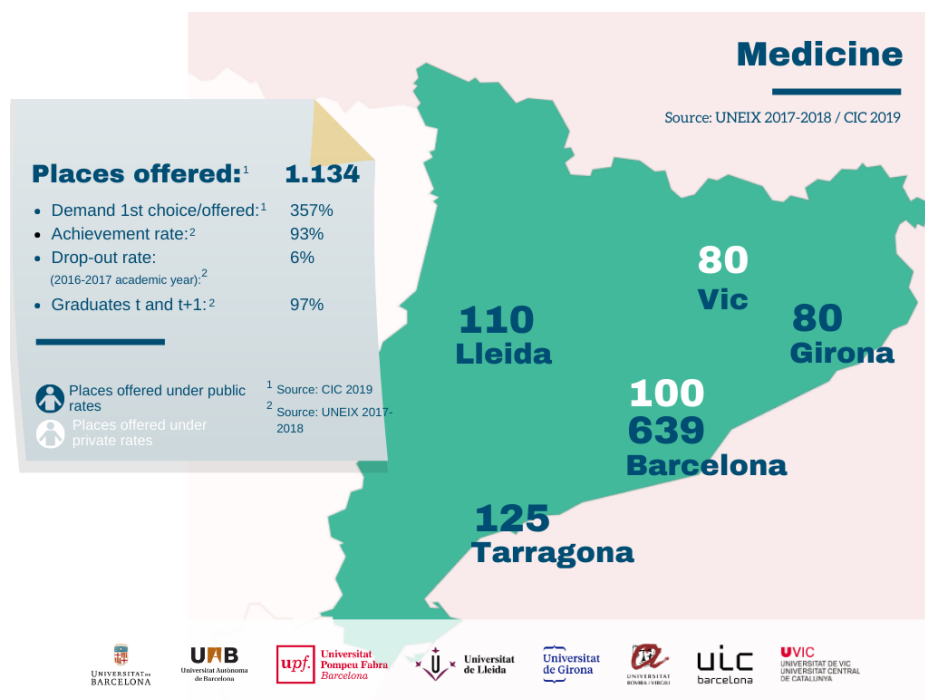 Medicine
Source: UNEIX 2017-2018 / CIC 2019
Places offered:1 1.134
• Demand 1st choice/offered:1 357%
• Achievement rate:2 93%
• Drop-out rate: 6%
(2016-2017 academic year):2
• Graduates t and t+1:2 97%
Places offered under public
rates
Places offered under
private rates
1 Source: CIC 2019
2 Source: UNEIX 2017-
2018
80
Vic
110
Lleida
80
Girona
100
639
Barcelona
125
Tarragona
UNIVERSITAT DE
BARCELONA
UAB
Universitat Autònoma
de Barcelona
upf.
Universitat
Pompeu Fabra
Barcelona
Universitat
de Lleida
Universitat
de Girona
UNIVERSITAT
ROVIRA i VIRGILI
uic
barcelona
UVIC
UNIVERSITAT DE VIC
UNIVERSITAT CENTRAL
DE CATALUNYA